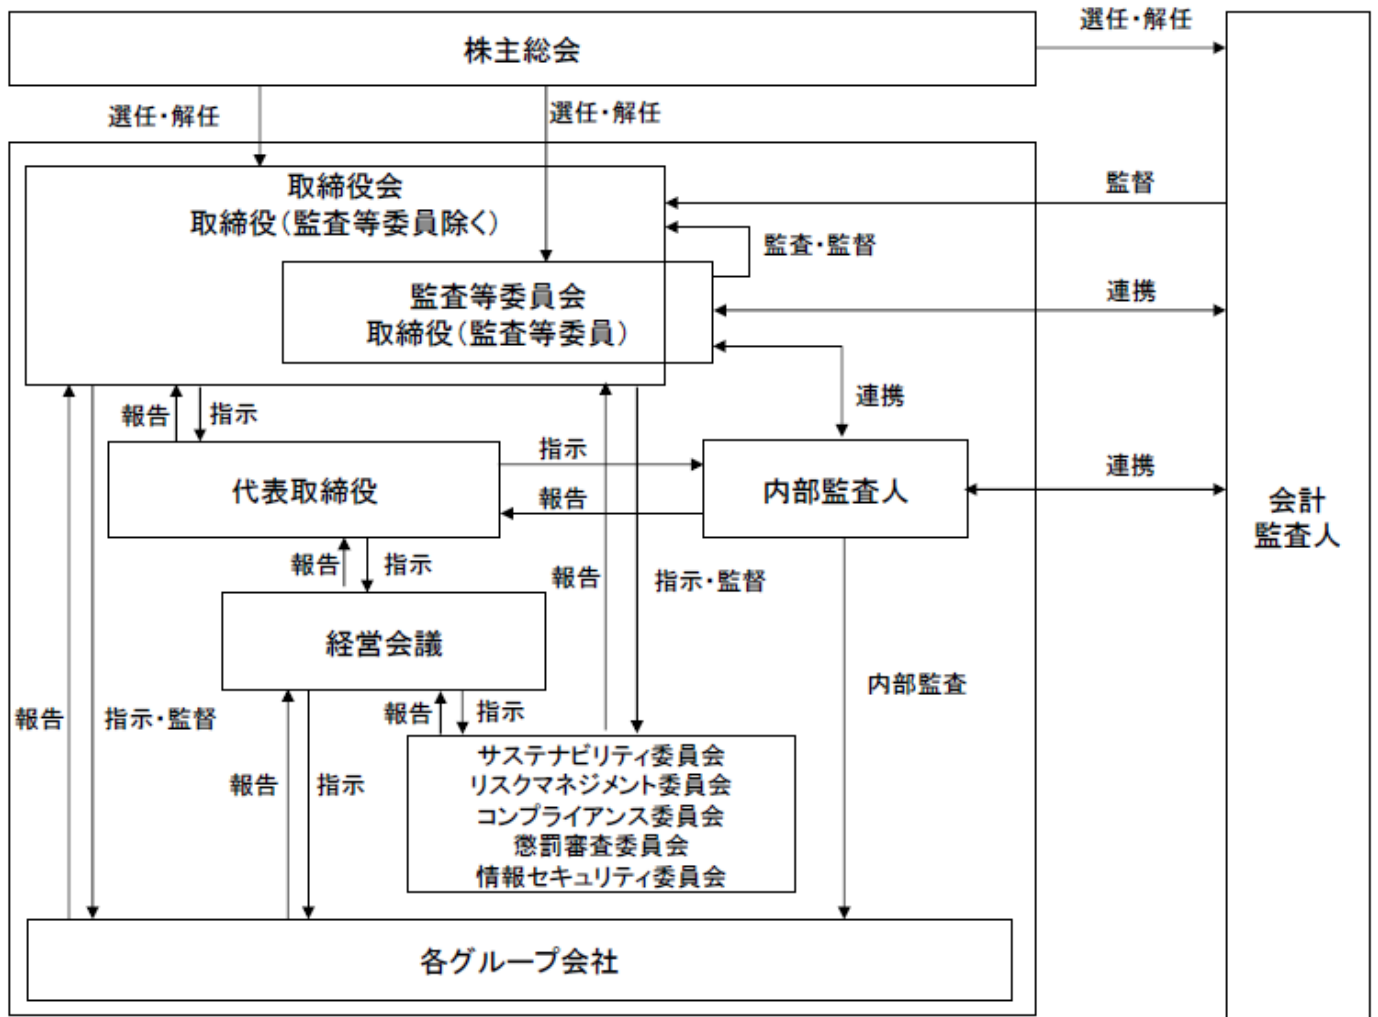 株主総会
選任・解任
選任・解任
選任・解任
取締役会
取締役(監査等委員除く)
監督
監査・監督
監査等委員会
取締役(監査等委員)
連携
連携
報告
指示
代表取締役
指示
報告
内部監査人
連携
会計
監査人
報告
指示
報告
指示・監督
経営会議
内部監査
報告
指示・監督
報告
指示
報告
指示
サステナビリティ委員会
リスクマネジメント委員会
コンプライアンス委員会
懲罰審査委員会
情報セキュリティ委員会
各グループ会社